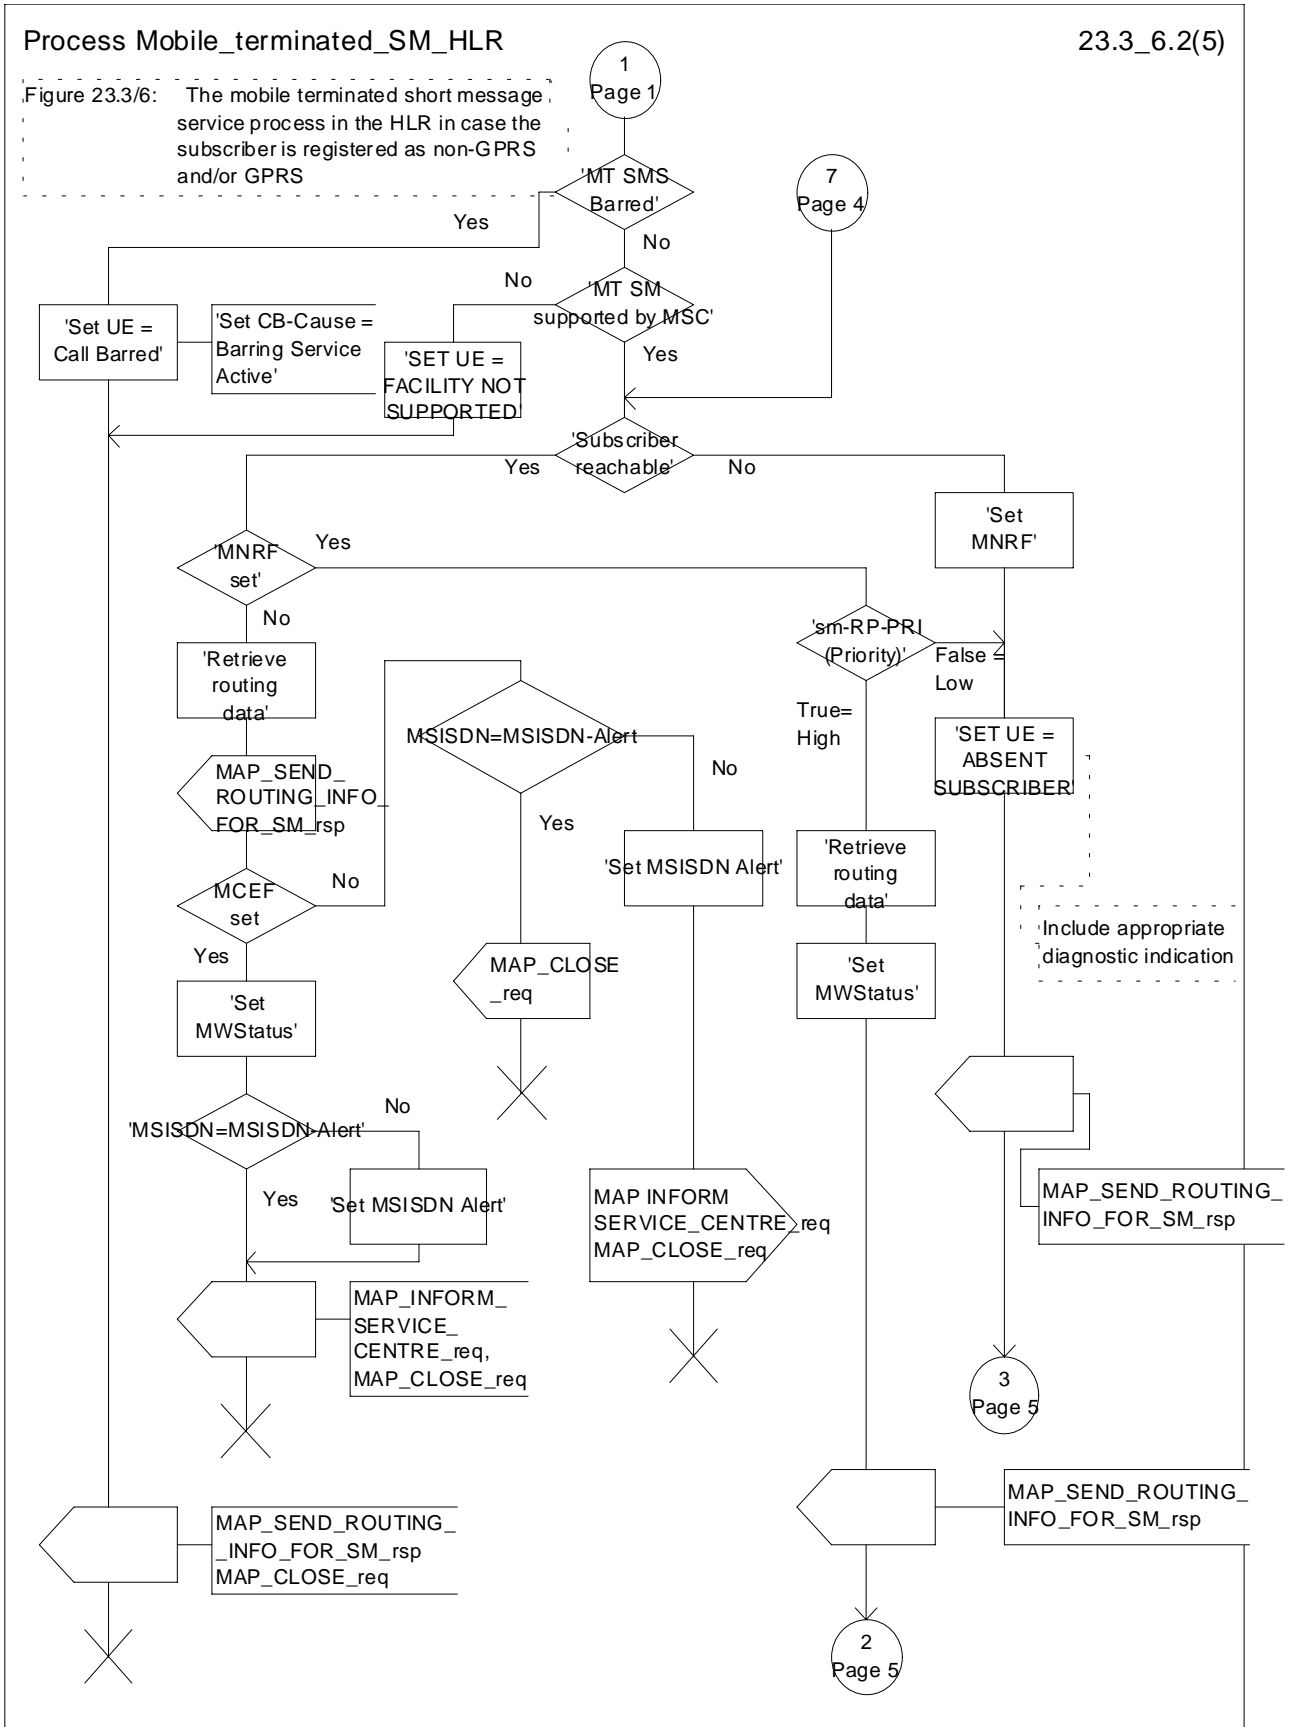 Process Mobile_terminated_SM_HLR
23.3_6.2(5)
Figure 23.3/6: The mobile terminated short message
service process in the HLR in case the
subscriber is registered as non-GPRS
and/or GPRS
1
Page 1
'MT SMS
Barred'
7
Page 4
Yes
No
No
'MT SM
supported by MSC'
'Set UE =
Call Barred'
'Set CB-Cause =
Barring Service
Active'
'SET UE =
FACILITY NOT
SUPPORTED'
Yes
'Subscriber
reachable'
Yes
No
'Set
MNRF'
'MNRF
set'
Yes
No
'sm-RP-PRI
(Priority)'
False =
Low
True=
High
'Retrieve
routing
data'
MSISDN=MSISDN-Alert
No
Yes
'SET UE =
ABSENT
SUBSCRIBER'
MAP_SEND_
ROUTING_INFO_
FOR_SM_rsp
'Set MSISDN Alert'
'Retrieve
routing
data'
MCEF
set
No
Yes
Include appropriate
diagnostic indication
MAP_CLOSE
_req
'Set
MWStatus'
'Set
MWStatus'
'MSISDN=MSISDN-Alert'
No
Yes
'Set MSISDN Alert'
MAP INFORM
SERVICE_CENTRE_req
MAP_CLOSE_req
MAP_SEND_ROUTING_
INFO_FOR_SM_rsp
MAP_INFORM_
SERVICE_
CENTRE_req,
MAP_CLOSE_req
3
Page 5
MAP_SEND_ROUTING_
INFO_FOR_SM_rsp
MAP_SEND_ROUTING_
_INFO_FOR_SM_rsp
MAP_CLOSE_req
2
Page 5